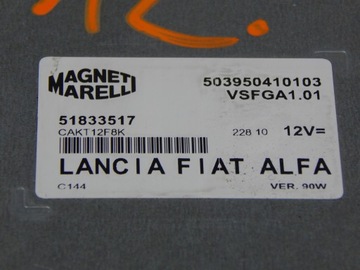 R.
MAGNETI
MARELLI
503950410103
VSFGA1.01
51833517
CAKT12F8K
228 10 12V=
LANCIA FIAT ALFA
C144 VER. 90W